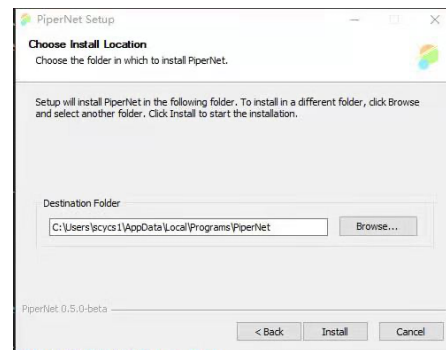 PiperNet Setup
Choose Install Location
Choose the folder in which to install PiperNet.
Setup will install PiperNet in the following folder. To install in a different folder, click Browse
and select another folder. Click Install to start the installation.
Destination Folder
C:\Users\scycs1\AppData\Local\Programs\PiperNet
Browse...
PiperNet 0.5.0-beta
< Back
Install
Cancel